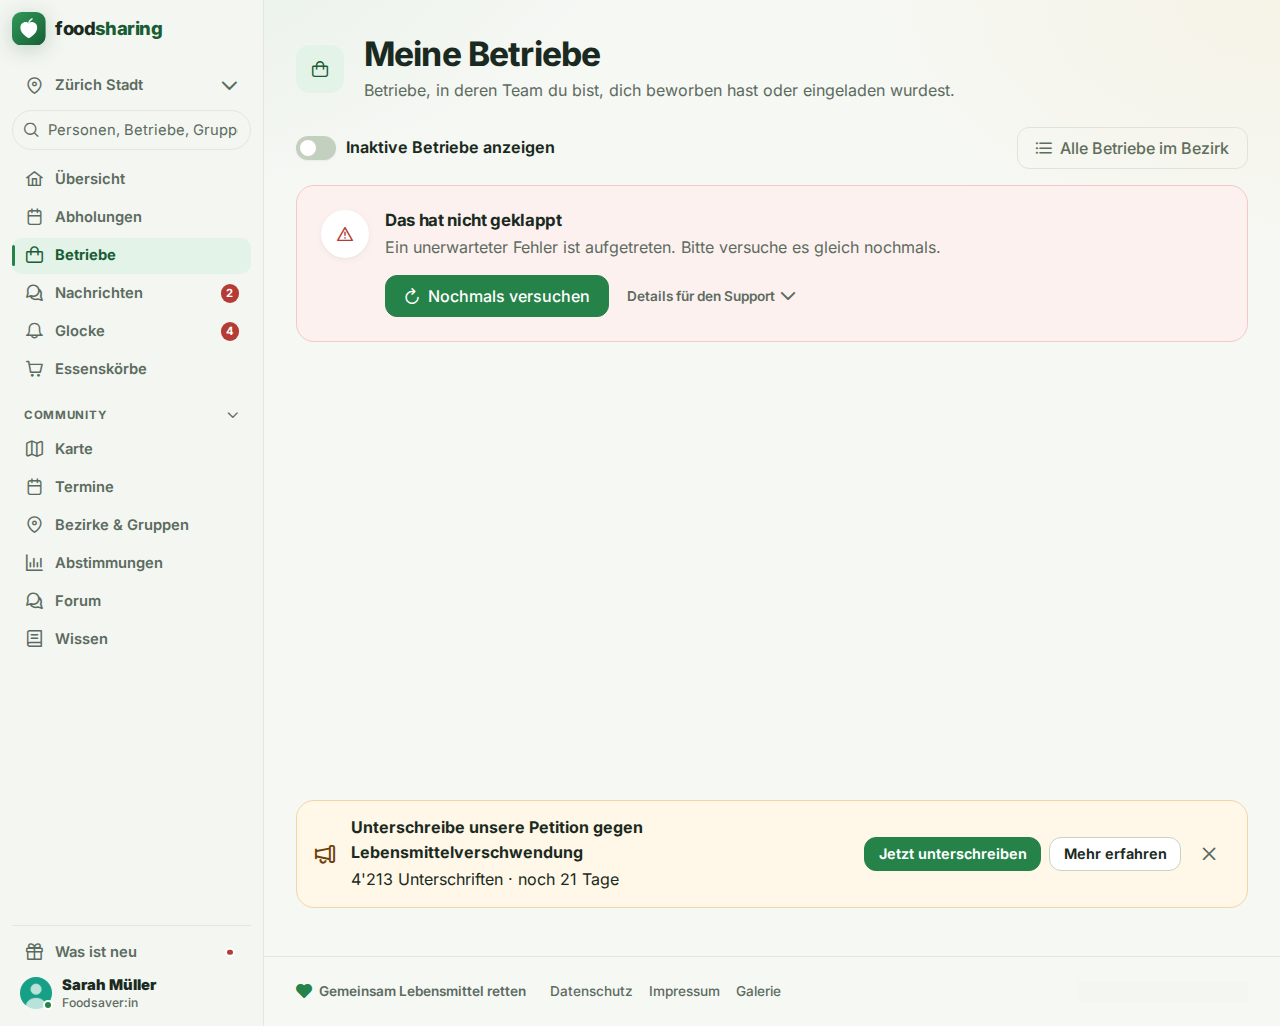 foodsharing
Zürich Stadt
Personen, Betriebe, Grupp
Übersicht
Abholungen
Betriebe
Nachrichten 2
Glocke 4
Essenskörbe
COMMUNITY
Karte
Termine
Bezirke & Gruppen
Abstimmungen
Forum
Wissen
Was ist neu
Sarah Müller
Foodsaver:in
Meine Betriebe
Betriebe, in deren Team du bist, dich beworben hast oder eingeladen wurdest.
Inaktive Betriebe anzeigen
Alle Betriebe im Bezirk
Das hat nicht geklappt
Ein unerwarteter Fehler ist aufgetreten. Bitte versuche es gleich nochmals.
Nochmals versuchen
Details für den Support
Unterschreibe unsere Petition gegen
Lebensmittelverschwendung
4'213 Unterschriften · noch 21 Tage
Jetzt unterschreiben
Mehr erfahren
Gemeinsam Lebensmittel retten
Datenschutz
Impressum
Galerie